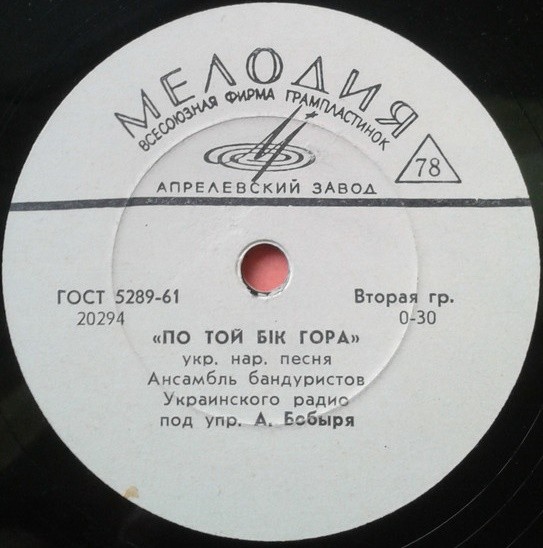 МЕЛОДИЯ
ВСЕСОЮЗНАЯ ФИРМА ГРАМПЛАСТИНОК
78
АПРЕЛЕВСКИЙ ЗАВОД
ГОСТ 5289-61 Вторая гр.
20294 0-30
«ПО ТОЙ БІК ГОРА»
укр. нар. песня
Ансамбль бандуристов
Украинского радио
под упр. А. Бобыря